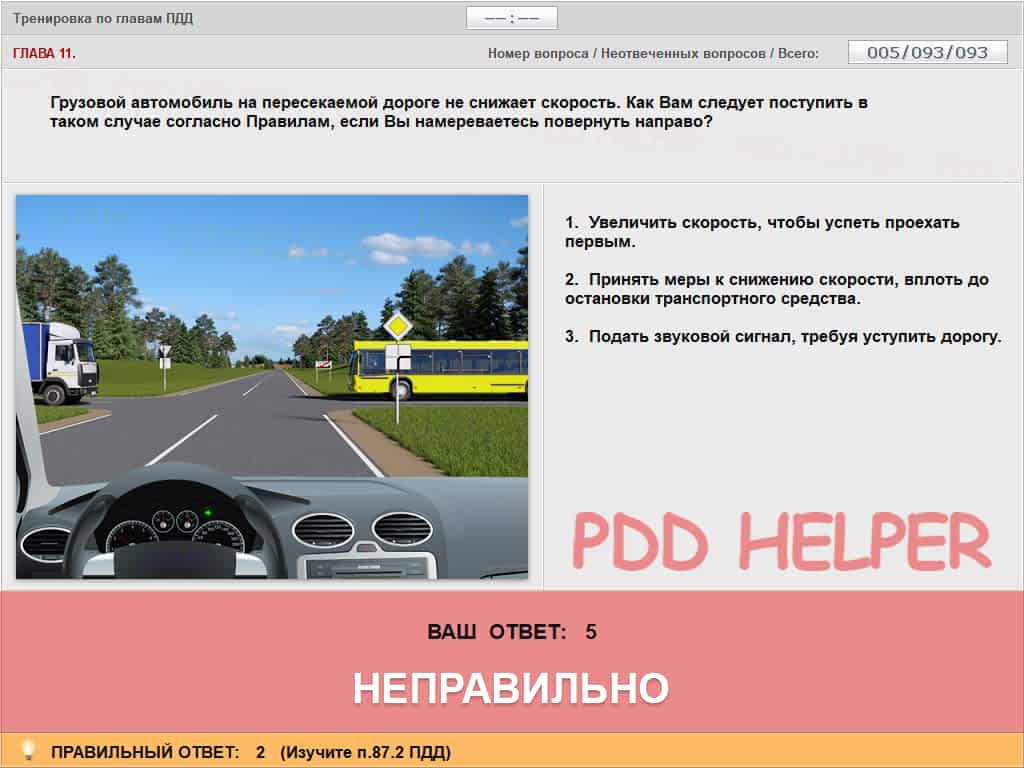 Тренировка по главам ПДД
—— : ——
ГЛАВА 11.
Номер вопроса / Неотвеченных вопросов / Всего:
005/093/093
Грузовой автомобиль на пересекаемой дороге не снижает скорость. Как Вам следует поступить в
таком случае согласно Правилам, если Вы намереваетесь повернуть направо?
1. Увеличить скорость, чтобы успеть проехать
первым.
2. Принять меры к снижению скорости, вплоть до
остановки транспортного средства.
3. Подать звуковой сигнал, требуя уступить дорогу.
PDD HELPER
ВАШ ОТВЕТ: 5
НЕПРАВИЛЬНО
ПРАВИЛЬНЫЙ ОТВЕТ: 2 (Изучите п.87.2 ПДД)